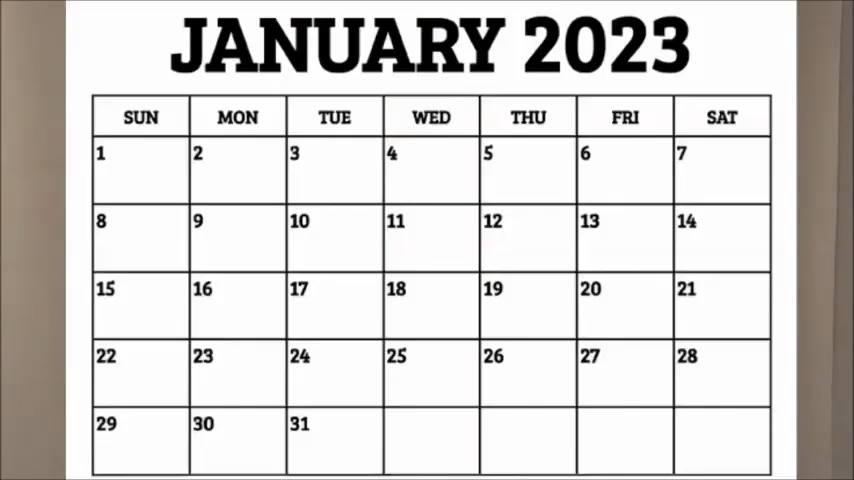 JANUARY 2023
SUN MON TUE WED THU FRI SAT
1 2 3 4 5 6 7
8 9 10 11 12 13 14
15 16 17 18 19 20 21
22 23 24 25 26 27 28
29 30 31